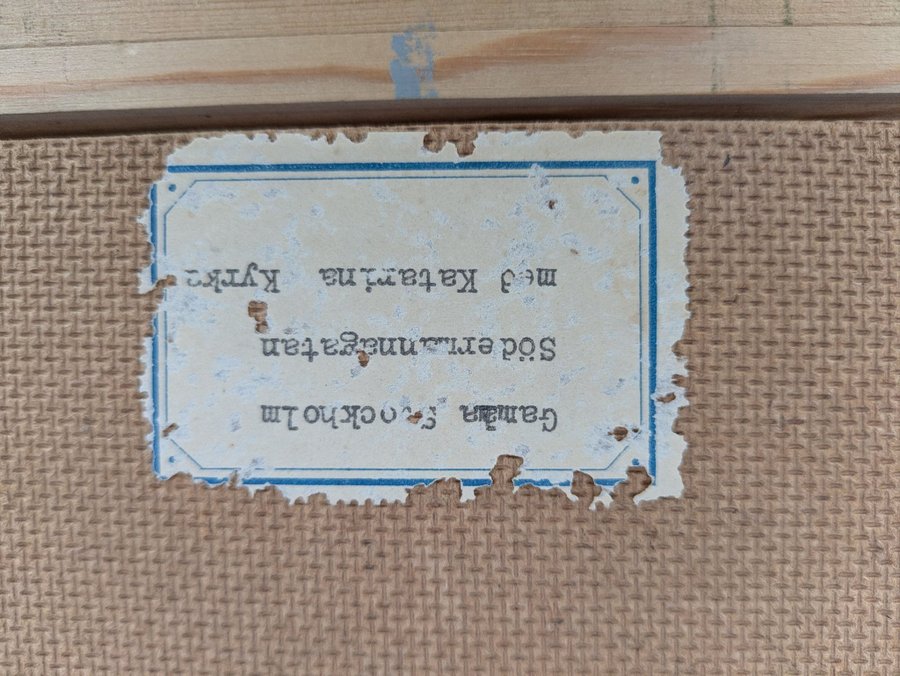 Gamla Stockholm
Södermannagatan
med Katarina Kyrka